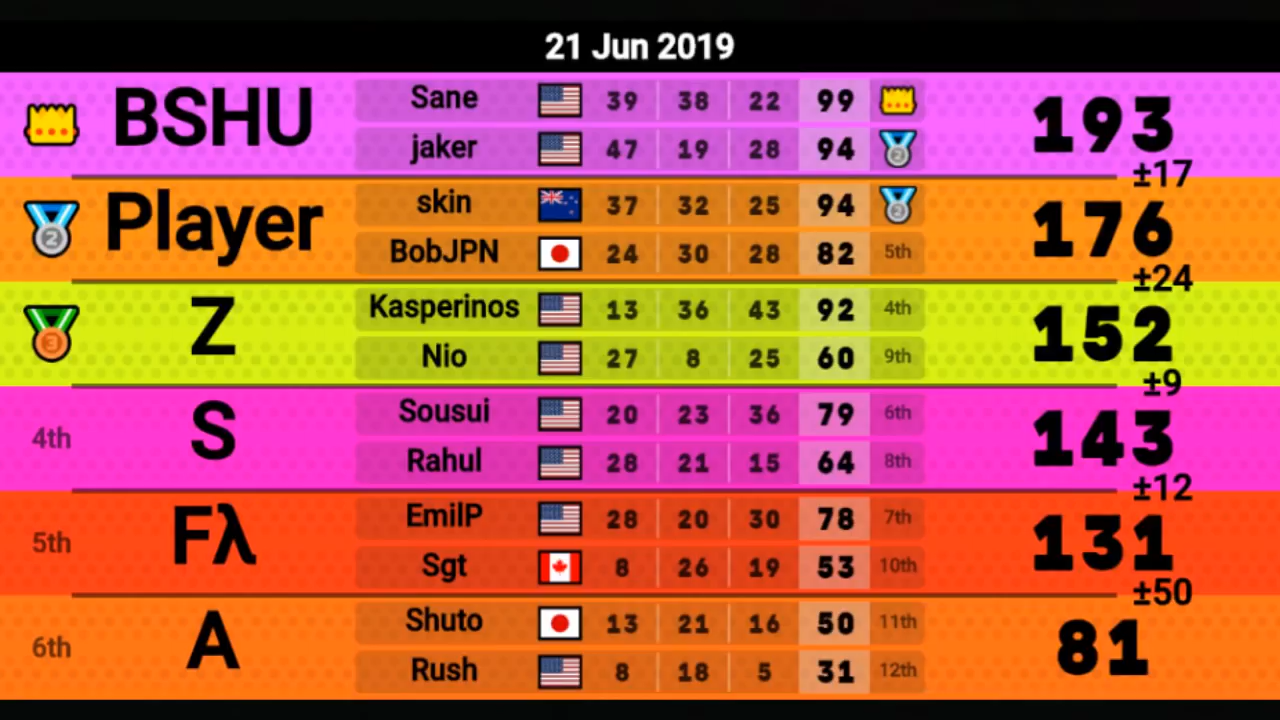 21 Jun 2019
BSHU
Sane 39 38 22 99
jaker 47 19 28 94 2
193
±17
2 Player
skin 37 32 25 94 2
BobJPN 24 30 28 82 5th
176
±24
3 Z
Kasperinos 13 36 43 92 4th
Nio 27 8 25 60 9th
152
±9
4th S
Sousui 20 23 36 79 6th
Rahul 28 21 15 64 8th
143
±12
5th Fλ
EmilP 28 20 30 78 7th
Sgt 8 26 19 53 10th
131
±50
6th A
Shuto 13 21 16 50 11th
Rush 8 18 5 31 12th
81